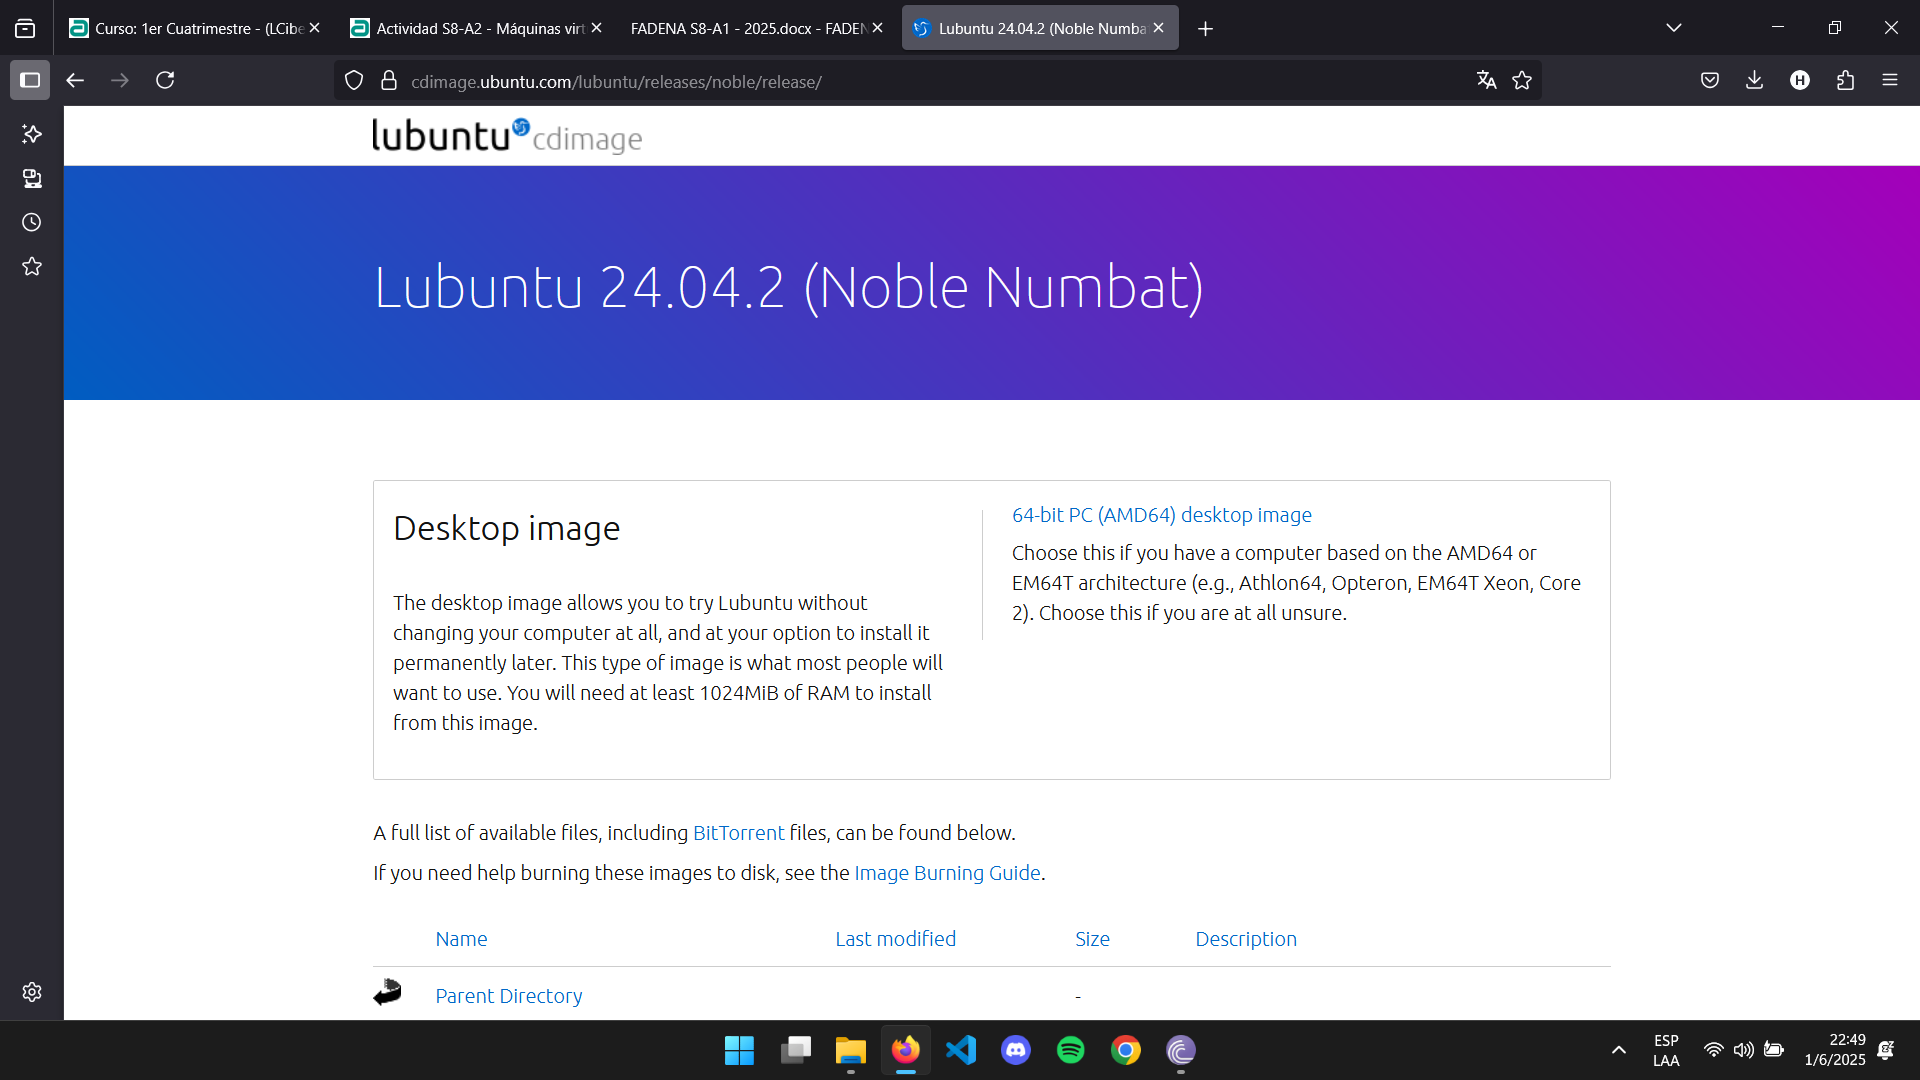 Curso: 1er Cuatrimestre - (LCibe
Actividad S8-A2 - Máquinas virt
FADENA S8-A1 - 2025.docx - FADEN
Lubuntu 24.04.2 (Noble Numba
cdimage.ubuntu.com/lubuntu/releases/noble/release/
H
lubuntu cdimage
Lubuntu 24.04.2 (Noble Numbat)
Desktop image
The desktop image allows you to try Lubuntu without
changing your computer at all, and at your option to install it
permanently later. This type of image is what most people will
want to use. You will need at least 1024MiB of RAM to install
from this image.
64-bit PC (AMD64) desktop image
Choose this if you have a computer based on the AMD64 or
EM64T architecture (e.g., Athlon64, Opteron, EM64T Xeon, Core
2). Choose this if you are at all unsure.
A full list of available files, including BitTorrent files, can be found below.
If you need help burning these images to disk, see the Image Burning Guide.
Name Last modified Size Description
Parent Directory -
ESP
LAA
22:49
1/6/2025